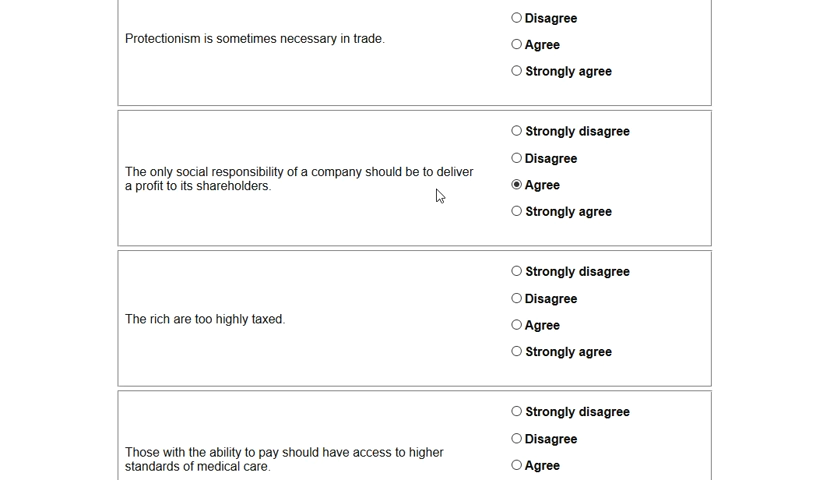 Disagree
Protectionism is sometimes necessary in trade.
Agree
Strongly agree
Strongly disagree
Disagree
The only social responsibility of a company should be to deliver
a profit to its shareholders.
Agree
Strongly agree
Strongly disagree
Disagree
The rich are too highly taxed.
Agree
Strongly agree
Strongly disagree
Disagree
Those with the ability to pay should have access to higher
standards of medical care.
Agree